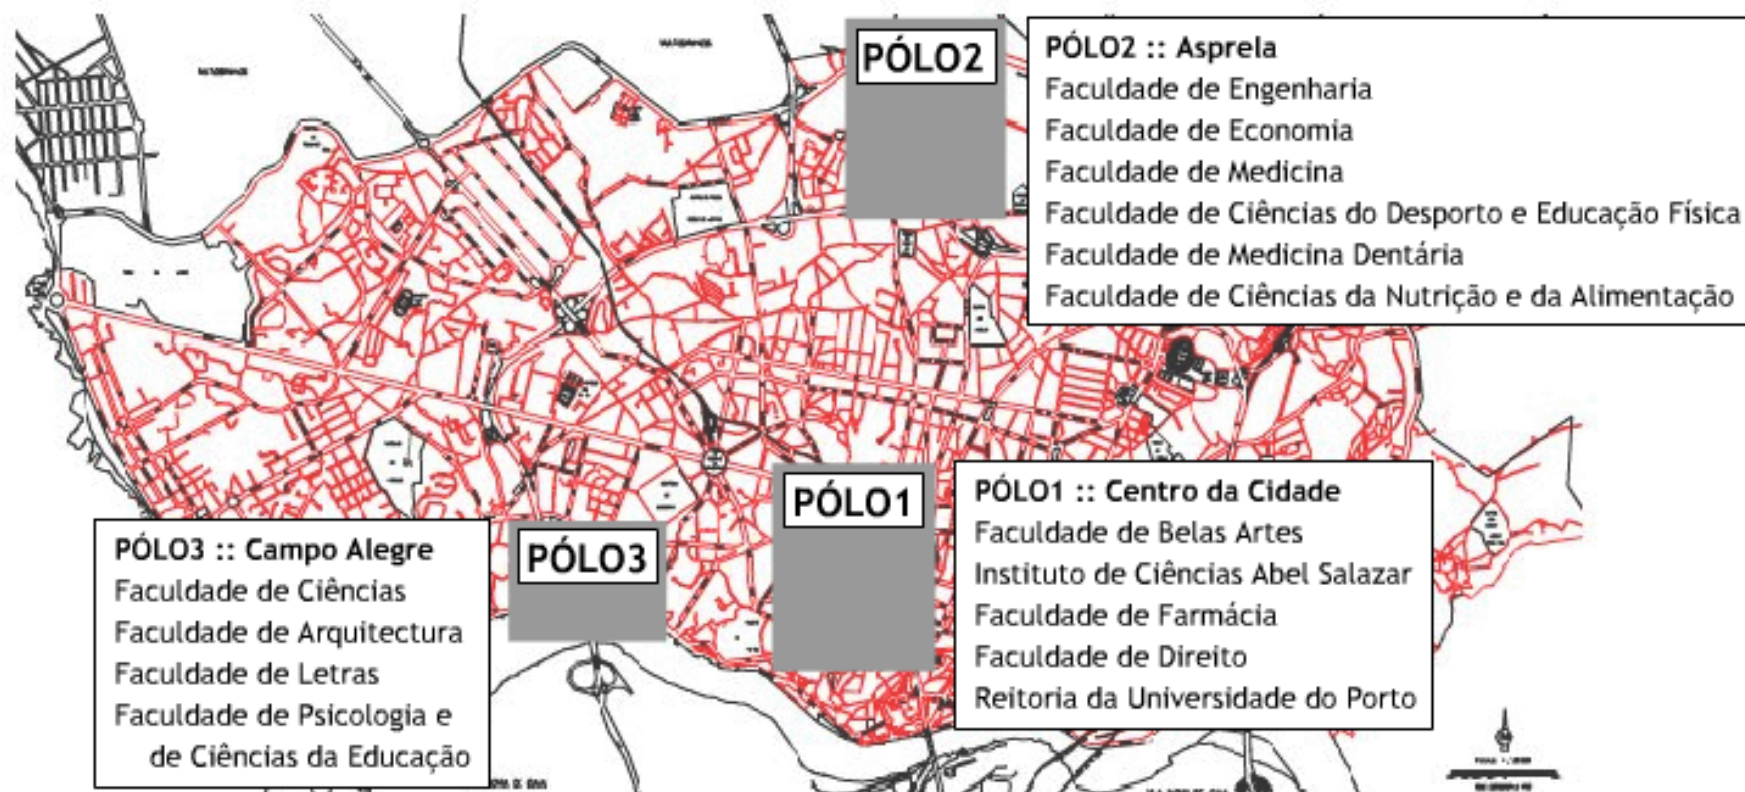 PÓLO2
PÓLO2 :: Asprela
Faculdade de Engenharia
Faculdade de Economia
Faculdade de Medicina
Faculdade de Ciências do Desporto e Educação Física
Faculdade de Medicina Dentária
Faculdade de Ciências da Nutrição e da Alimentação
PÓLO1
PÓLO1 :: Centro da Cidade
Faculdade de Belas Artes
Instituto de Ciências Abel Salazar
Faculdade de Farmácia
Faculdade de Direito
Reitoria da Universidade do Porto
PÓLO3
PÓLO3 :: Campo Alegre
Faculdade de Ciências
Faculdade de Arquitectura
Faculdade de Letras
Faculdade de Psicologia e
de Ciências da Educação